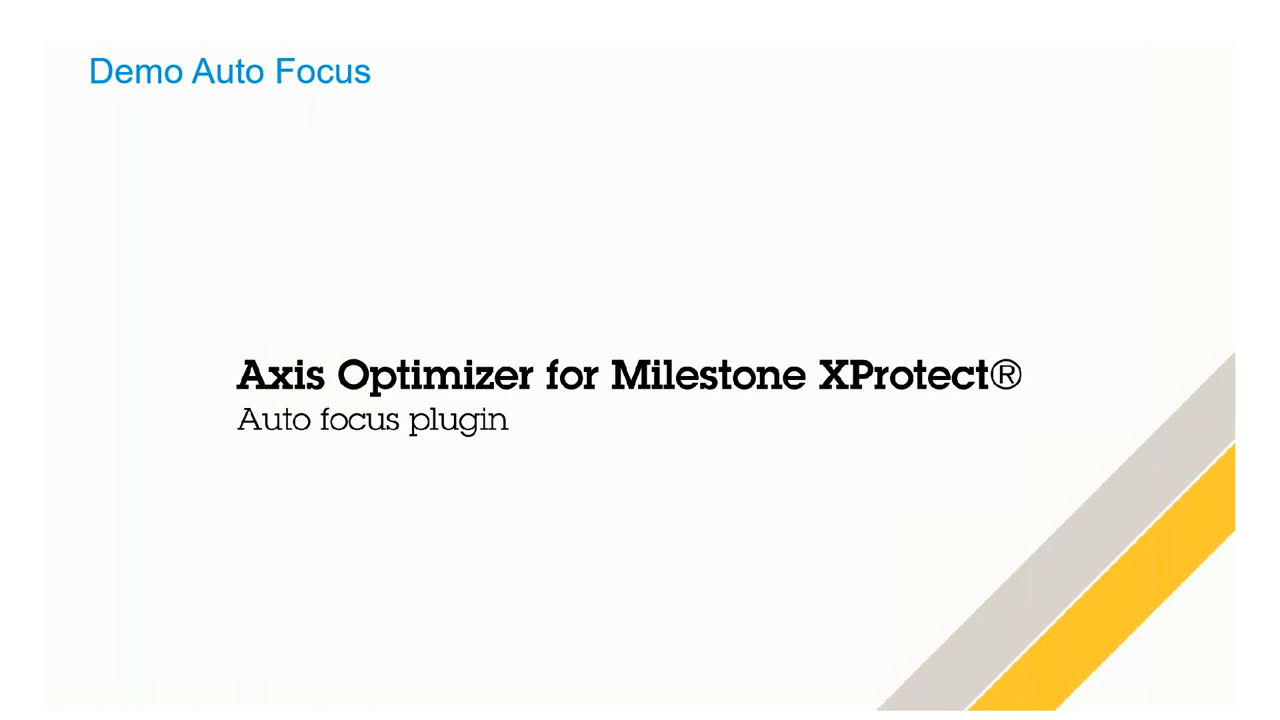 Demo Auto Focus
Axis Optimizer for Milestone XProtect®
Auto focus plugin